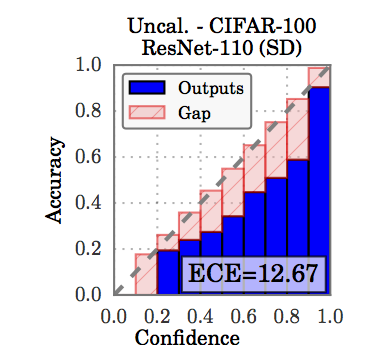 Uncal. - CIFAR-100
ResNet-110 (SD)
1.0
0.8
0.6
0.4
0.2
0.0
Accuracy
Outputs
Gap
ECE=12.67
0.0 0.2 0.4 0.6 0.8 1.0
Confidence